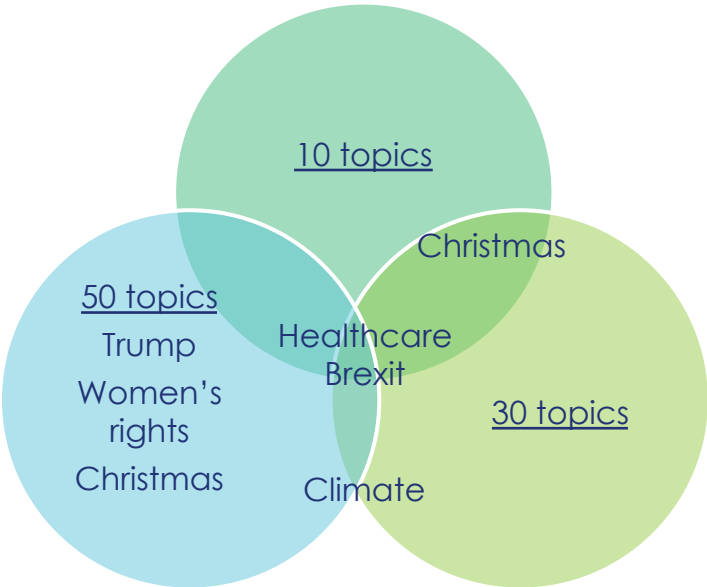 10 topics
Christmas
50 topics
Trump
Women’s
rights
Christmas
Healthcare
Brexit
Climate
30 topics